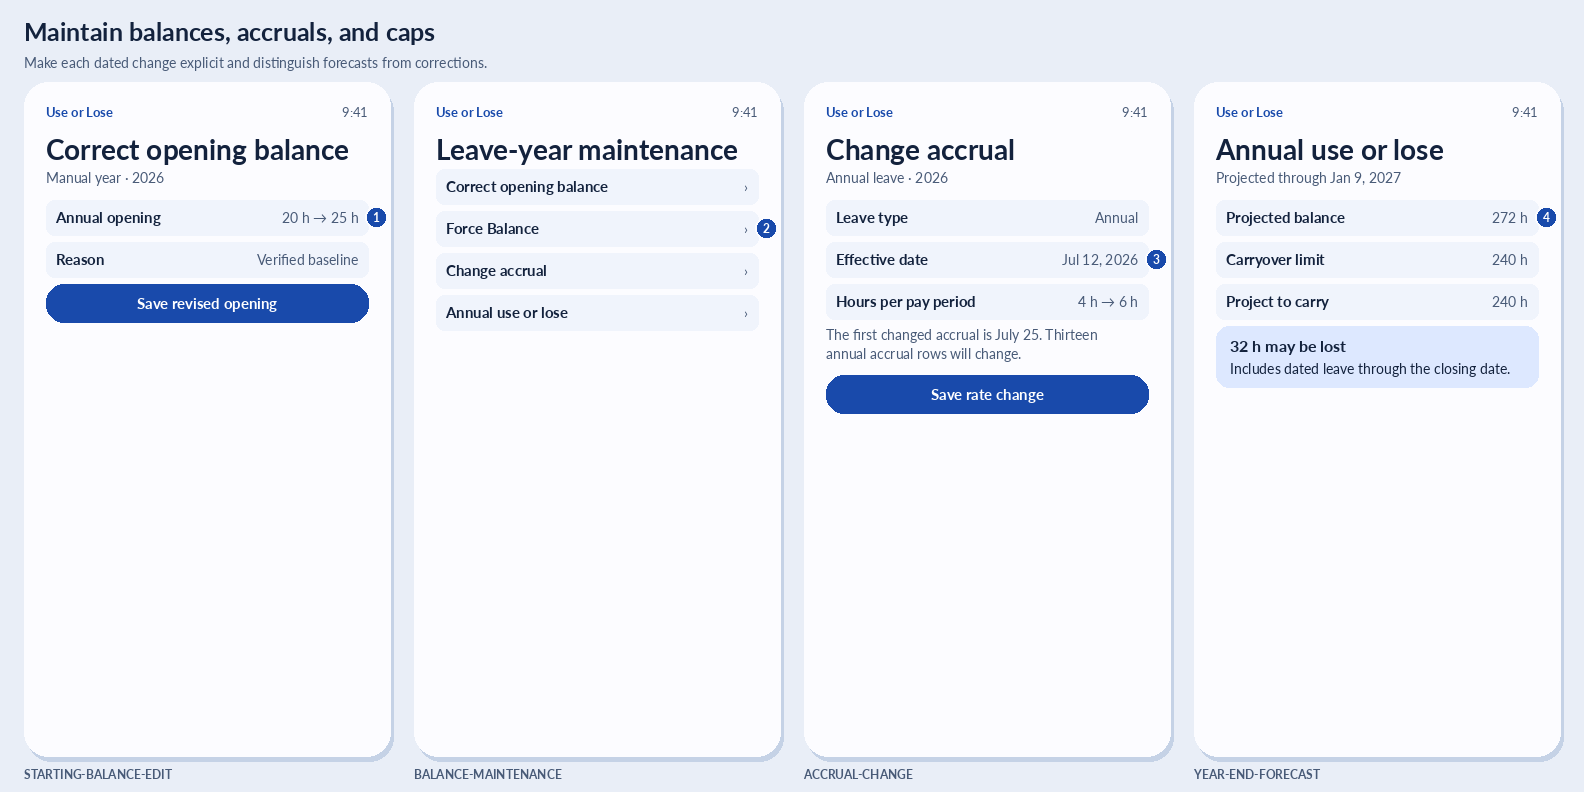 Maintain balances, accruals, and caps
Make each dated change explicit and distinguish forecasts from corrections.
Use or Lose 9:41
Correct opening balance
Manual year · 2026
Annual opening 20 h → 25 h 1
Reason Verified baseline
Save revised opening
STARTING-BALANCE-EDIT
Use or Lose 9:41
Leave-year maintenance
Correct opening balance ›
Force Balance › 2
Change accrual ›
Annual use or lose ›
BALANCE-MAINTENANCE
Use or Lose 9:41
Change accrual
Annual leave · 2026
Leave type Annual
Effective date Jul 12, 2026 3
Hours per pay period 4 h → 6 h
The first changed accrual is July 25. Thirteen
annual accrual rows will change.
Save rate change
ACCRUAL-CHANGE
Use or Lose 9:41
Annual use or lose
Projected through Jan 9, 2027
Projected balance 272 h 4
Carryover limit 240 h
Project to carry 240 h
32 h may be lost
Includes dated leave through the closing date.
YEAR-END-FORECAST